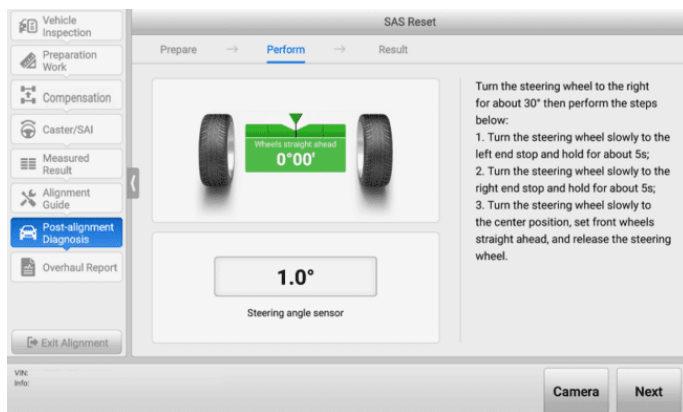 SAS Reset
Vehicle
Inspection
Preparation
Work
Compensation
Caster/SAI
Measured
Result
Alignment
Guide
Post-alignment
Diagnosis
Overhaul Report
Exit Alignment
Prepare → Perform → Result
Wheels straight ahead
0°00'
1.0°
Steering angle sensor
Turn the steering wheel to the right
for about 30° then perform the steps
below:
1. Turn the steering wheel slowly to the
left end stop and hold for about 5s;
2. Turn the steering wheel slowly to the
right end stop and hold for about 5s;
3. Turn the steering wheel slowly to
the center position, set front wheels
straight ahead, and release the steering
wheel.
VIN:
Info:
Camera
Next